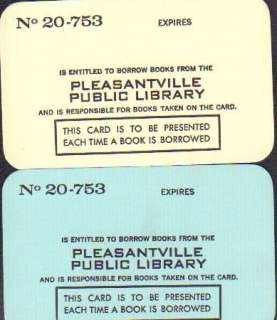 Nº 20-753 EXPIRES
IS ENTITLED TO BORROW BOOKS FROM THE
PLEASANTVILLE
PUBLIC LIBRARY
AND IS RESPONSIBLE FOR BOOKS TAKEN ON THE CARD.
THIS CARD IS TO BE PRESENTED
EACH TIME A BOOK IS BORROWED
Nº 20-753 EXPIRES
IS ENTITLED TO BORROW BOOKS FROM THE
PLEASANTVILLE
PUBLIC LIBRARY
AND IS RESPONSIBLE FOR BOOKS TAKEN ON THE CARD.
THIS CARD IS TO BE PRESENTED
EACH TIME A BOOK IS BORROWED